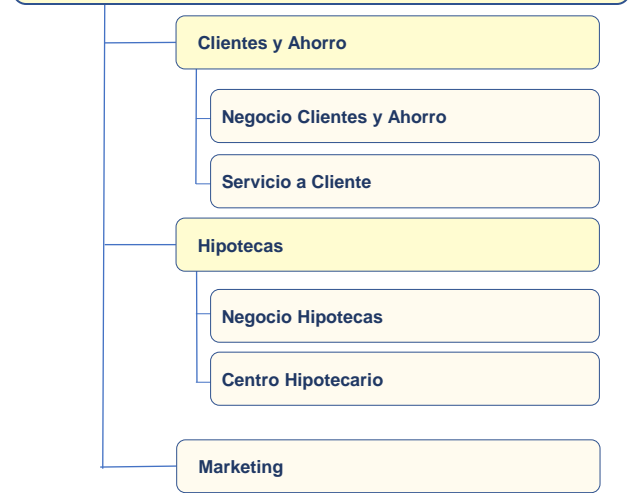 Clientes y Ahorro
Negocio Clientes y Ahorro
Servicio a Cliente
Hipotecas
Negocio Hipotecas
Centro Hipotecario
Marketing